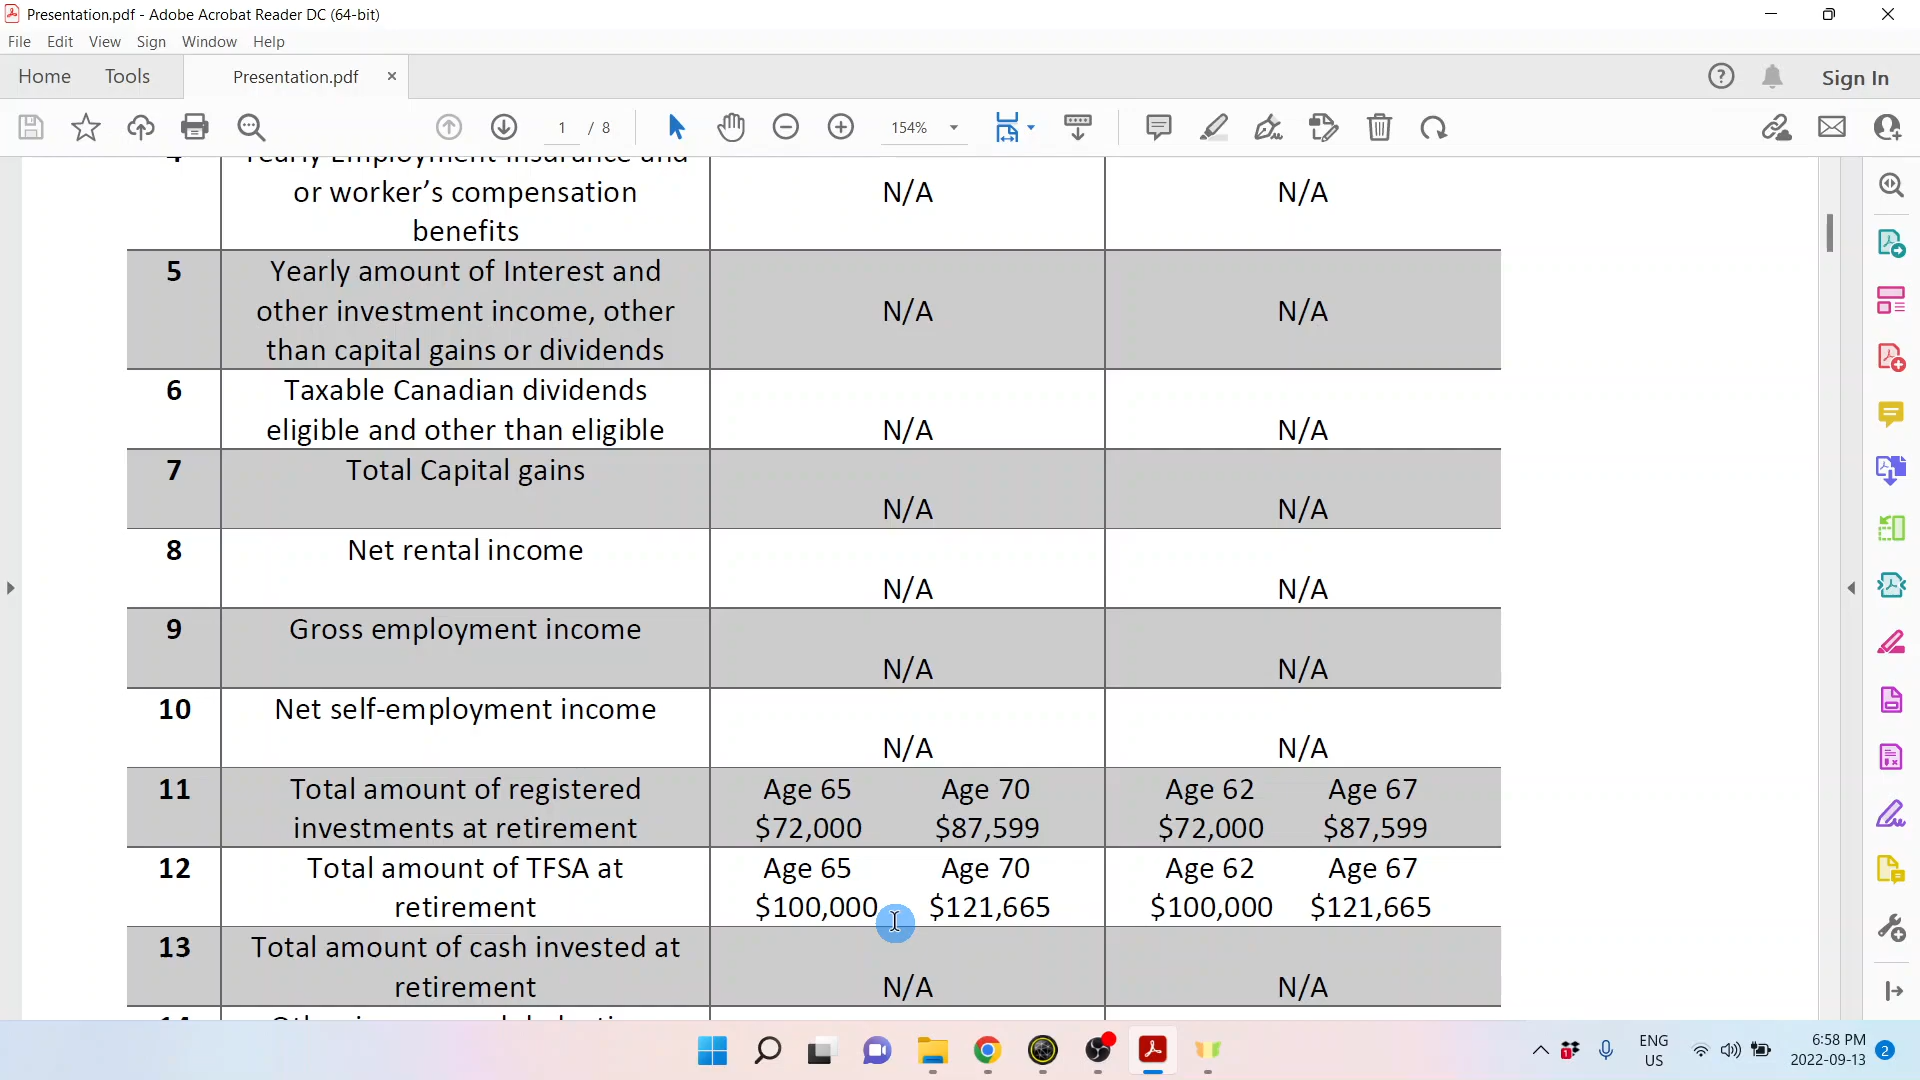 Presentation.pdf - Adobe Acrobat Reader DC (64-bit)
File Edit View Sign Window Help
Home Tools Presentation.pdf × Sign In
1 / 8 154%
4 Yearly Employment Insurance and
or worker's compensation N/A N/A
benefits
5 Yearly amount of Interest and
other investment income, other N/A N/A
than capital gains or dividends
6 Taxable Canadian dividends
eligible and other than eligible N/A N/A
7 Total Capital gains
N/A N/A
8 Net rental income
N/A N/A
9 Gross employment income
N/A N/A
10 Net self-employment income
N/A N/A
11 Total amount of registered Age 65 Age 70 Age 62 Age 67
investments at retirement $72,000 $87,599 $72,000 $87,599
12 Total amount of TFSA at Age 65 Age 70 Age 62 Age 67
retirement $100,000 $121,665 $100,000 $121,665
13 Total amount of cash invested at
retirement N/A N/A
ENG 6:58 PM
US 2022-09-13 2